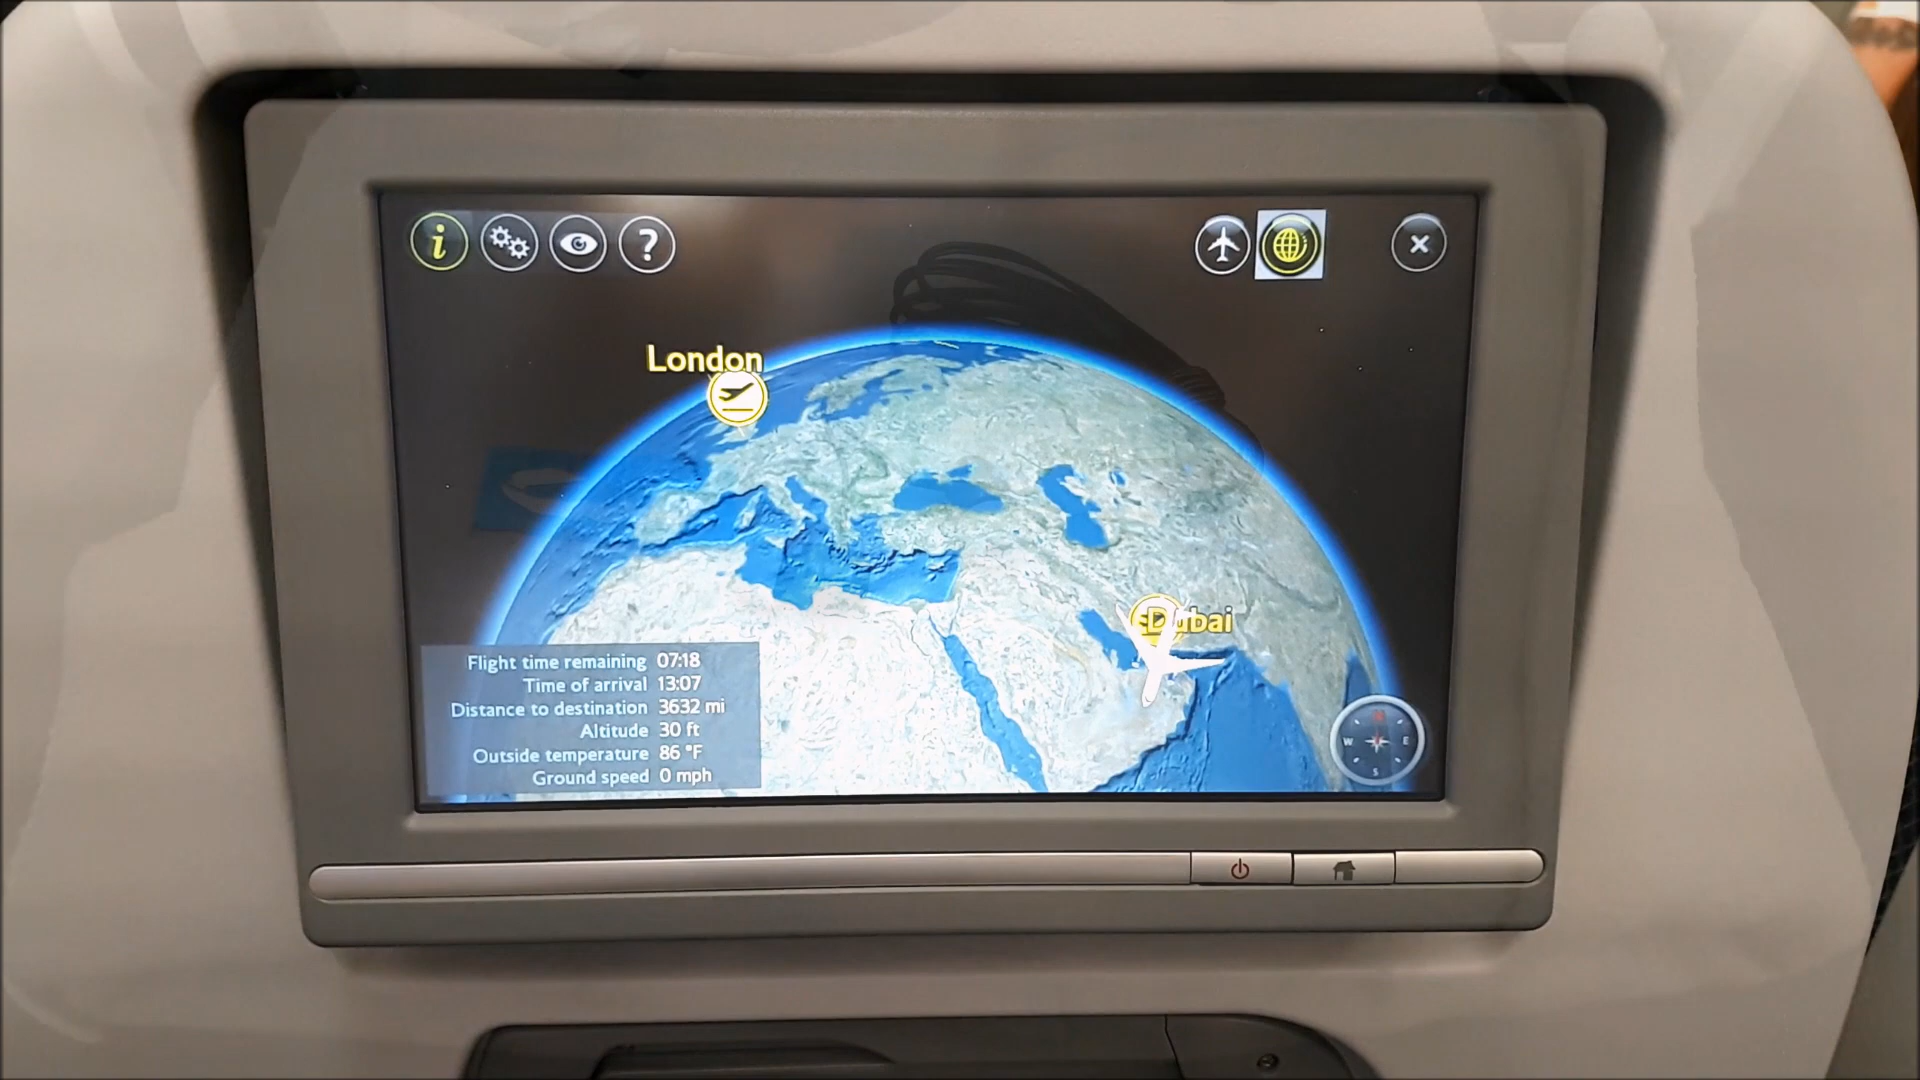 i
?
London
Dubai
Flight time remaining 07:18
Time of arrival 13:07
Distance to destination 3632 mi
Altitude 30 ft
Outside temperature 86 °F
Ground speed 0 mph
N
W E
S